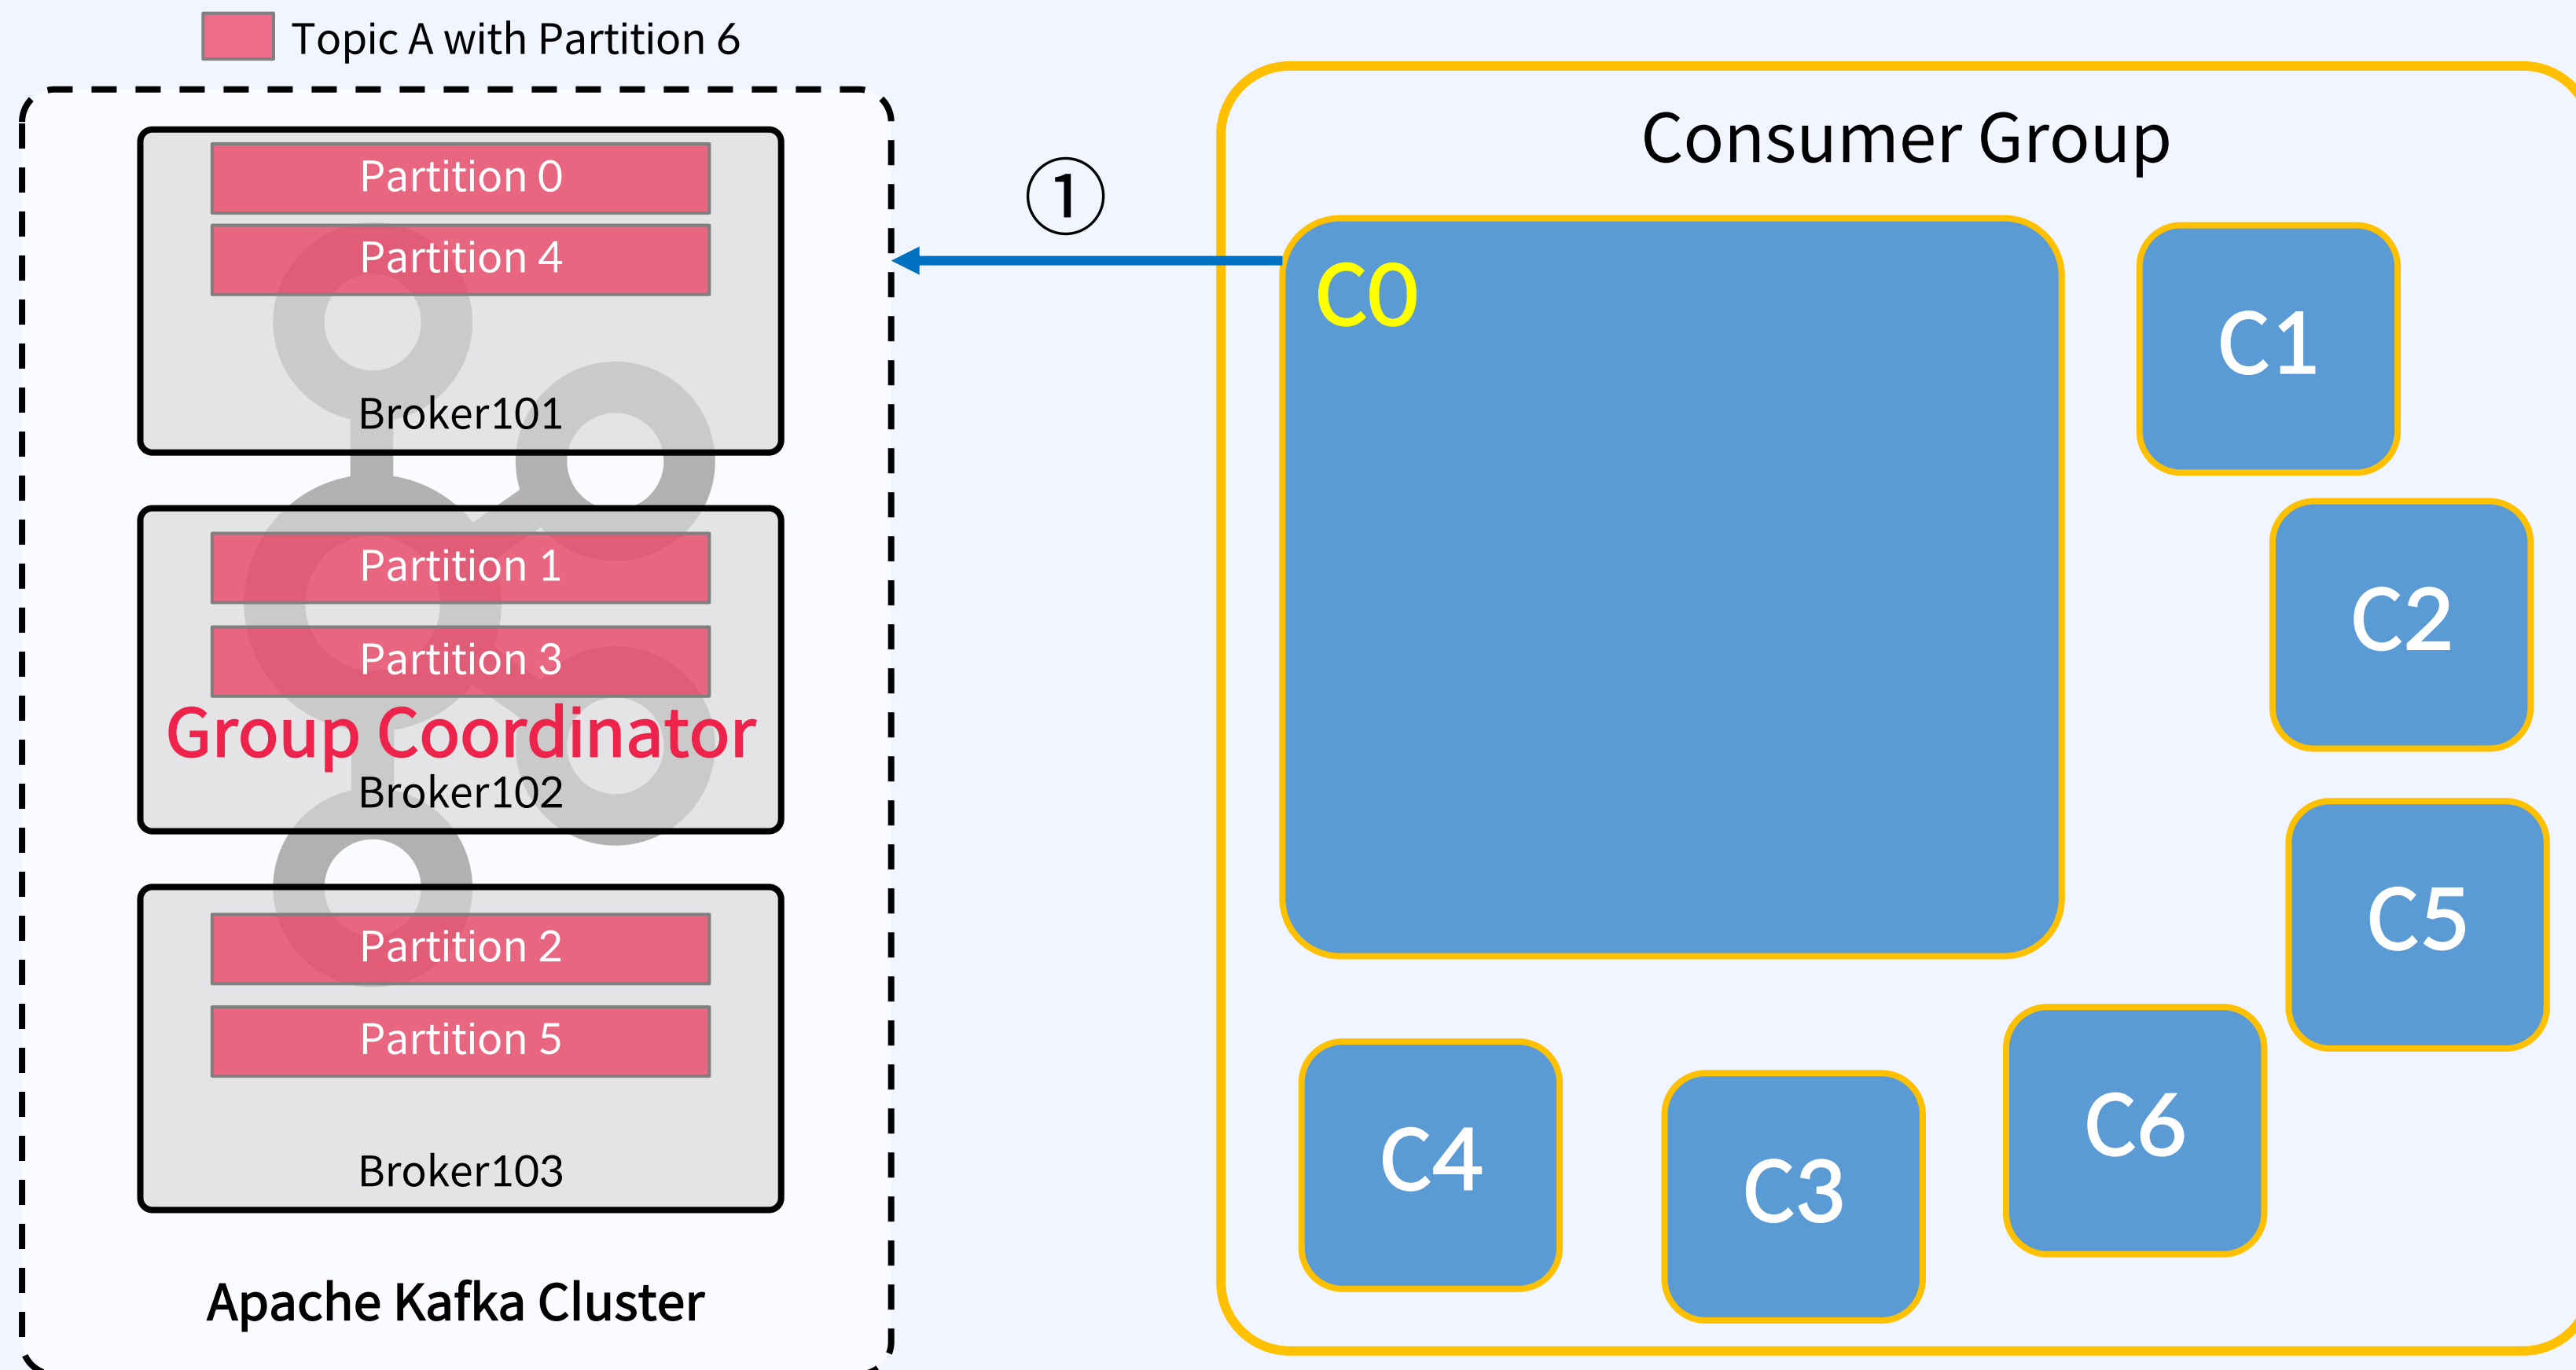 Topic A with Partition 6
Partition 0
Partition 4
Broker101
Partition 1
Partition 3
Group Coordinator
Broker102
Partition 2
Partition 5
Broker103
Apache Kafka Cluster
①
Consumer Group
C0
C1
C2
C5
C6
C3
C4